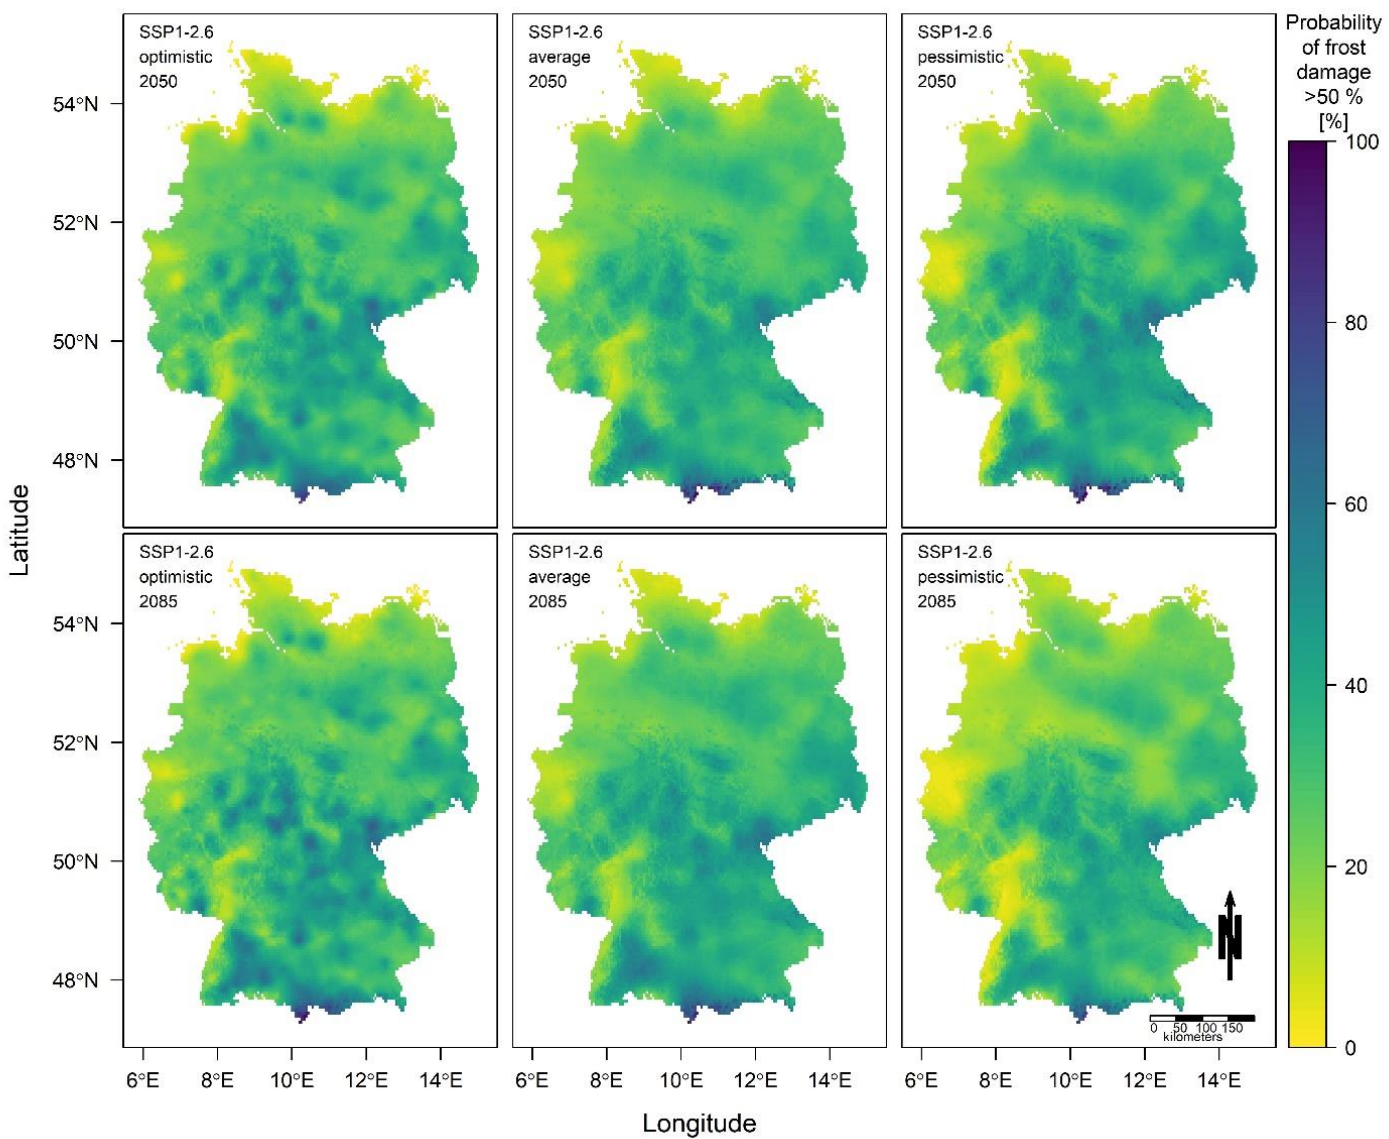 SSP1-2.6
optimistic
2050
SSP1-2.6
average
2050
SSP1-2.6
pessimistic
2050
Probability
of frost
damage
>50 %
[%]
100
80
60
40
20
0
54°N
52°N
50°N
48°N
Latitude
SSP1-2.6
optimistic
2085
SSP1-2.6
average
2085
SSP1-2.6
pessimistic
2085
54°N
52°N
50°N
48°N
N
0 50 100 150
kilometers
6°E 8°E 10°E 12°E 14°E
6°E 8°E 10°E 12°E 14°E
6°E 8°E 10°E 12°E 14°E
Longitude